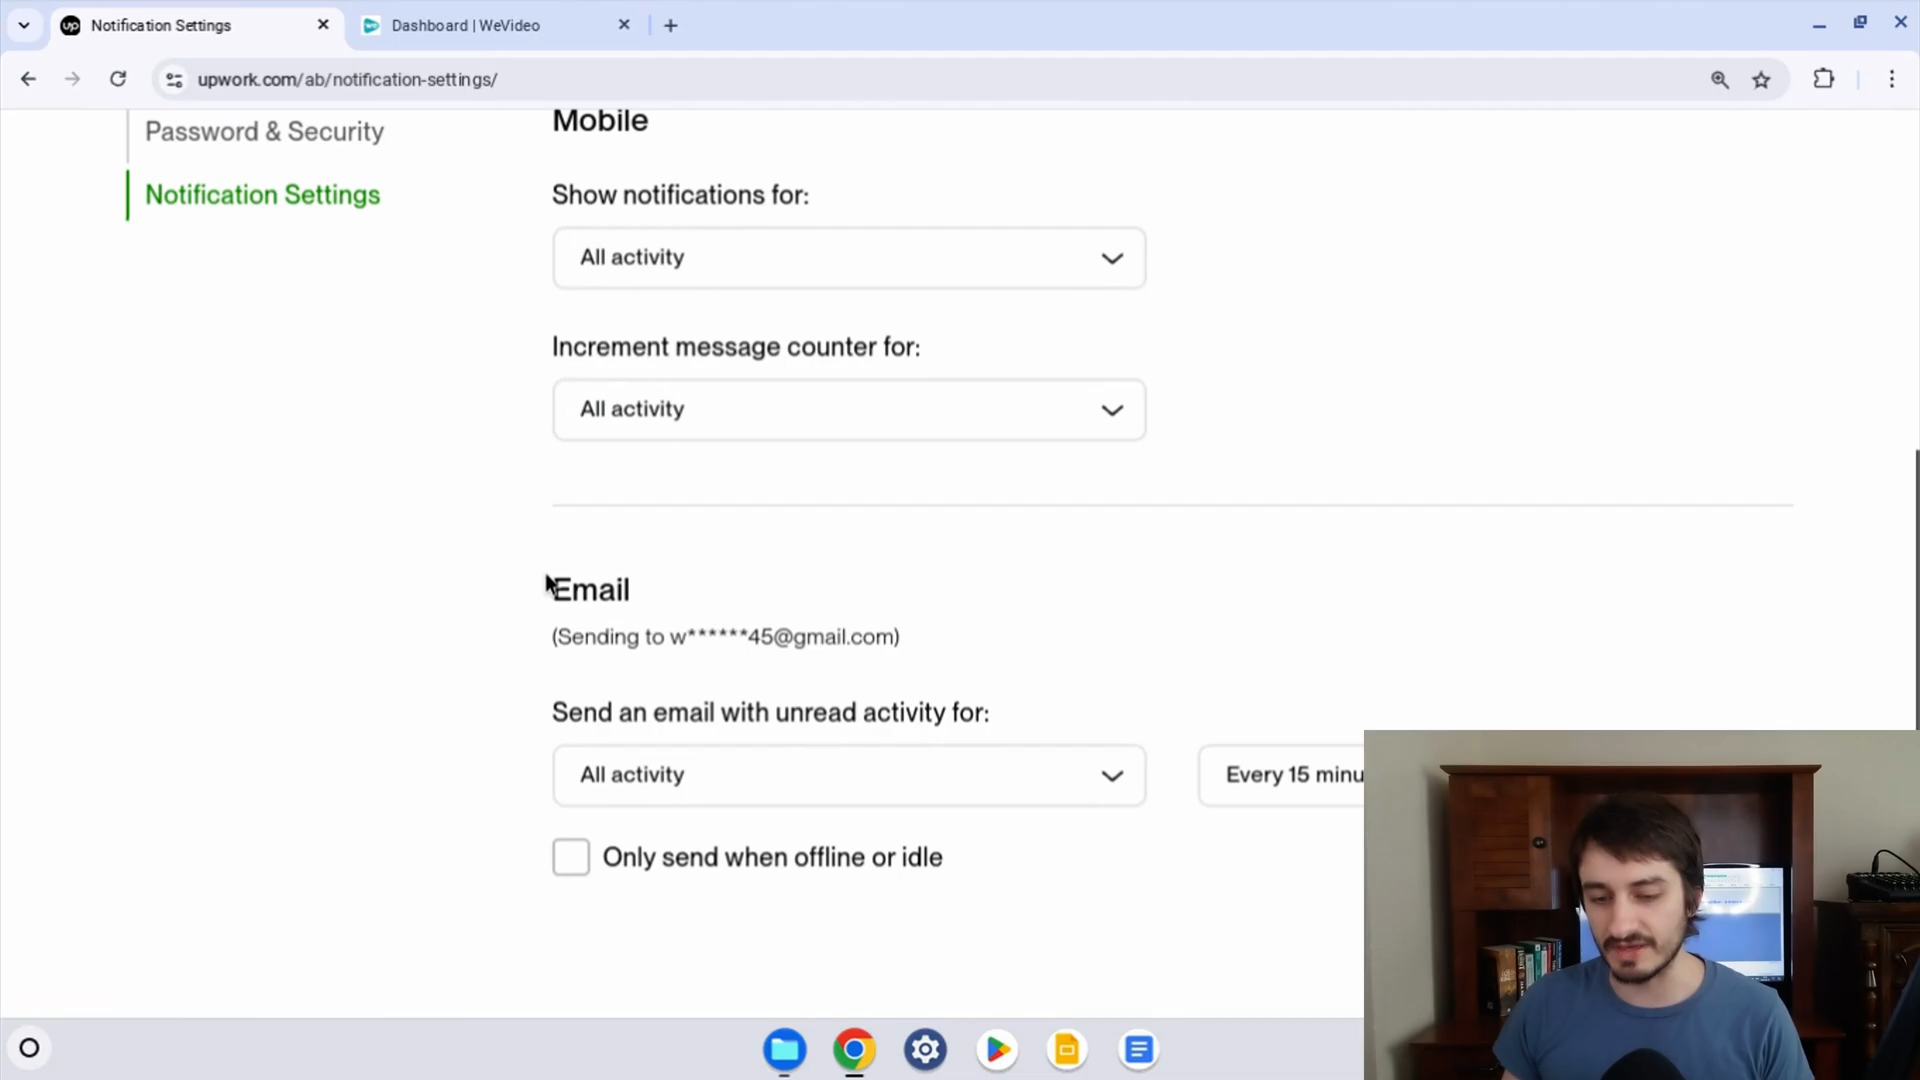 up Notification Settings
Dashboard | WeVideo
upwork.com/ab/notification-settings/
Password & Security
Notification Settings
Mobile
Show notifications for:
All activity
Increment message counter for:
All activity
Email
(Sending to w******45@gmail.com)
Send an email with unread activity for:
All activity
Every 15 minu
Only send when offline or idle